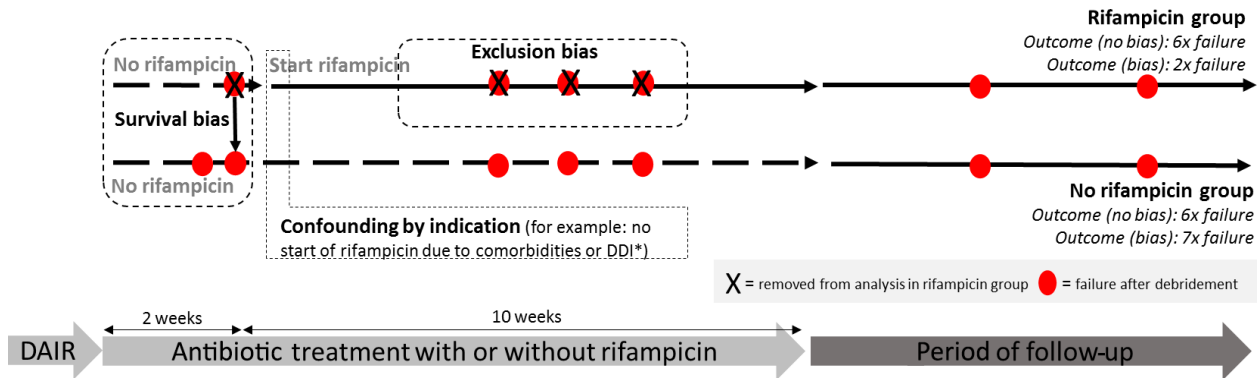 Rifampicin group
Outcome (no bias): 6x failure
Outcome (bias): 2x failure
No rifampicin
Start rifampicin
Exclusion bias
X
X
X
X
Survival bias
No rifampicin
No rifampicin group
Outcome (no bias): 6x failure
Outcome (bias): 7x failure
Confounding by indication (for example: no
start of rifampicin due to comorbidities or DDI*)
X = removed from analysis in rifampicin group
= failure after debridement
2 weeks
10 weeks
DAIR
Antibiotic treatment with or without rifampicin
Period of follow-up